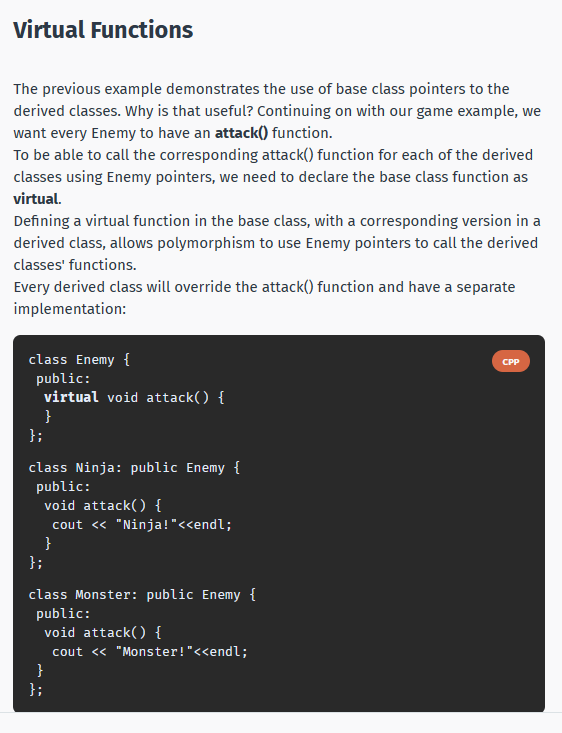 Virtual Functions
The previous example demonstrates the use of base class pointers to the
derived classes. Why is that useful? Continuing on with our game example, we
want every Enemy to have an attack() function.
To be able to call the corresponding attack() function for each of the derived
classes using Enemy pointers, we need to declare the base class function as
virtual.
Defining a virtual function in the base class, with a corresponding version in a
derived class, allows polymorphism to use Enemy pointers to call the derived
classes' functions.
Every derived class will override the attack() function and have a separate
implementation:
CPP
class Enemy {
 public:
  virtual void attack() {
  }
};
class Ninja: public Enemy {
 public:
  void attack() {
   cout << "Ninja!"<<endl;
  }
};
class Monster: public Enemy {
 public:
  void attack() {
   cout << "Monster!"<<endl;
 }
};